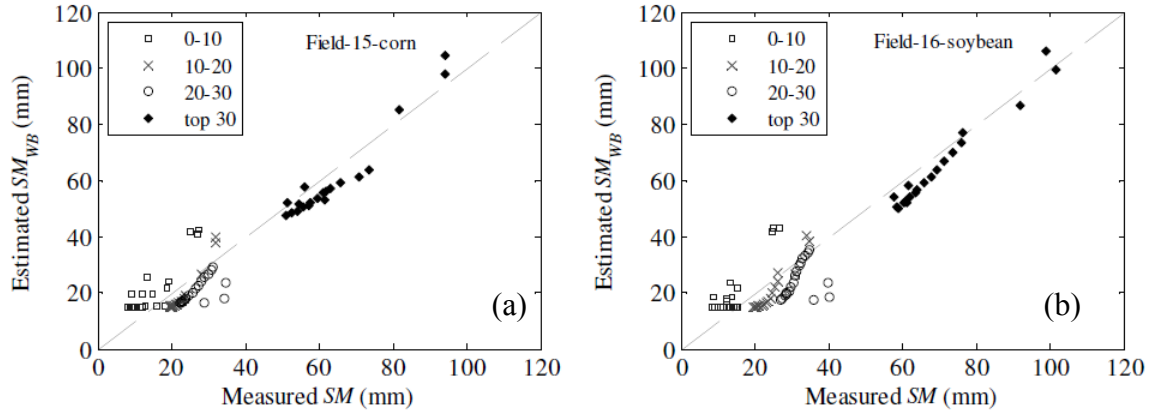 120
100
80
60
40
20
0
Estimated SM_WB (mm)
0-10
10-20
20-30
top 30
Field-15-corn
(a)
0 20 40 60 80 100 120
Measured SM (mm)
120
100
80
60
40
20
0
Estimated SM_WB (mm)
0-10
10-20
20-30
top 30
Field-16-soybean
(b)
0 20 40 60 80 100 120
Measured SM (mm)